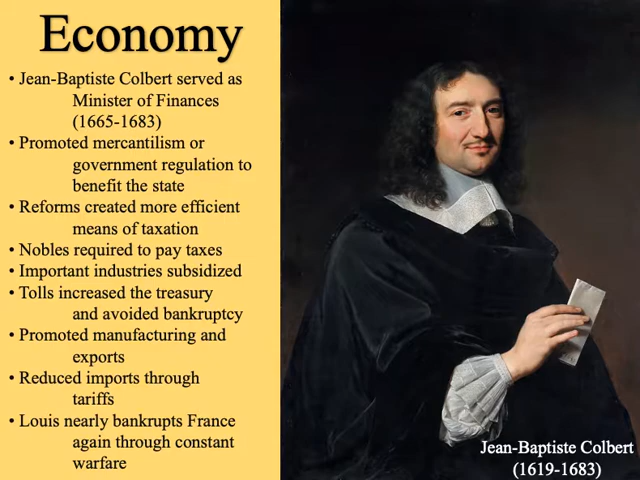 Economy
• Jean-Baptiste Colbert served as
Minister of Finances
(1665-1683)
• Promoted mercantilism or
government regulation to
benefit the state
• Reforms created more efficient
means of taxation
• Nobles required to pay taxes
• Important industries subsidized
• Tolls increased the treasury
and avoided bankruptcy
• Promoted manufacturing and
exports
• Reduced imports through
tariffs
• Louis nearly bankrupts France
again through constant
warfare
Jean-Baptiste Colbert
(1619-1683)